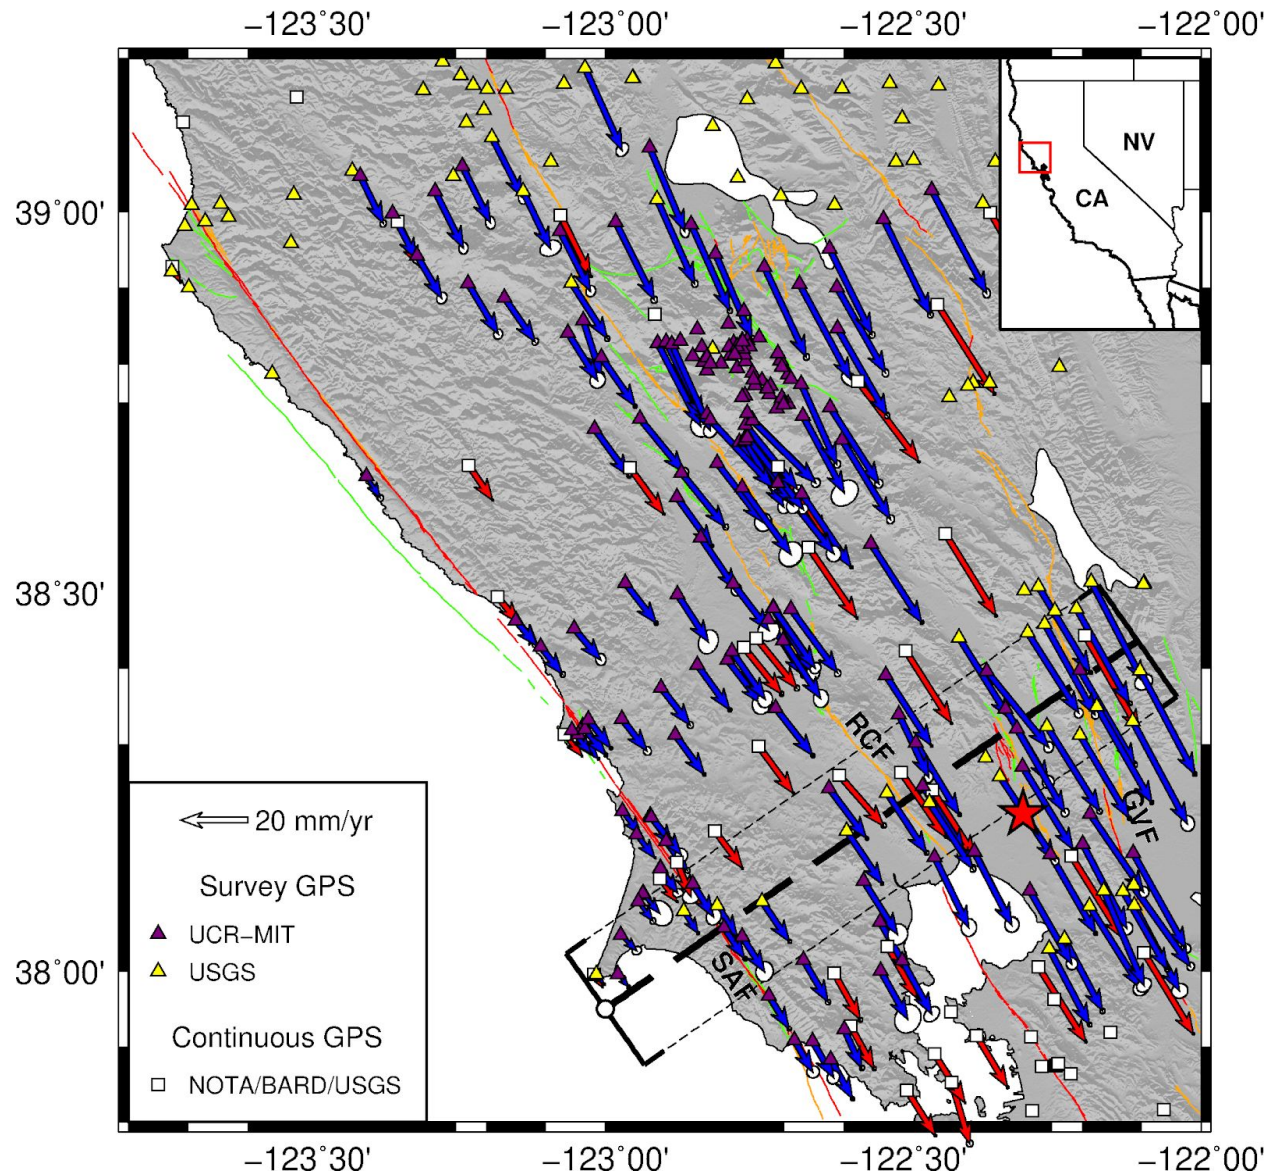 −123˚30' −123˚00' −122˚30' −122˚00'
NV
CA
39˚00'
38˚30'
RCF
GVF
20 mm/yr
Survey GPS
UCR−MIT
USGS
SAF
38˚00'
Continuous GPS
NOTA/BARD/USGS
−123˚30' −123˚00' −122˚30' −122˚00'